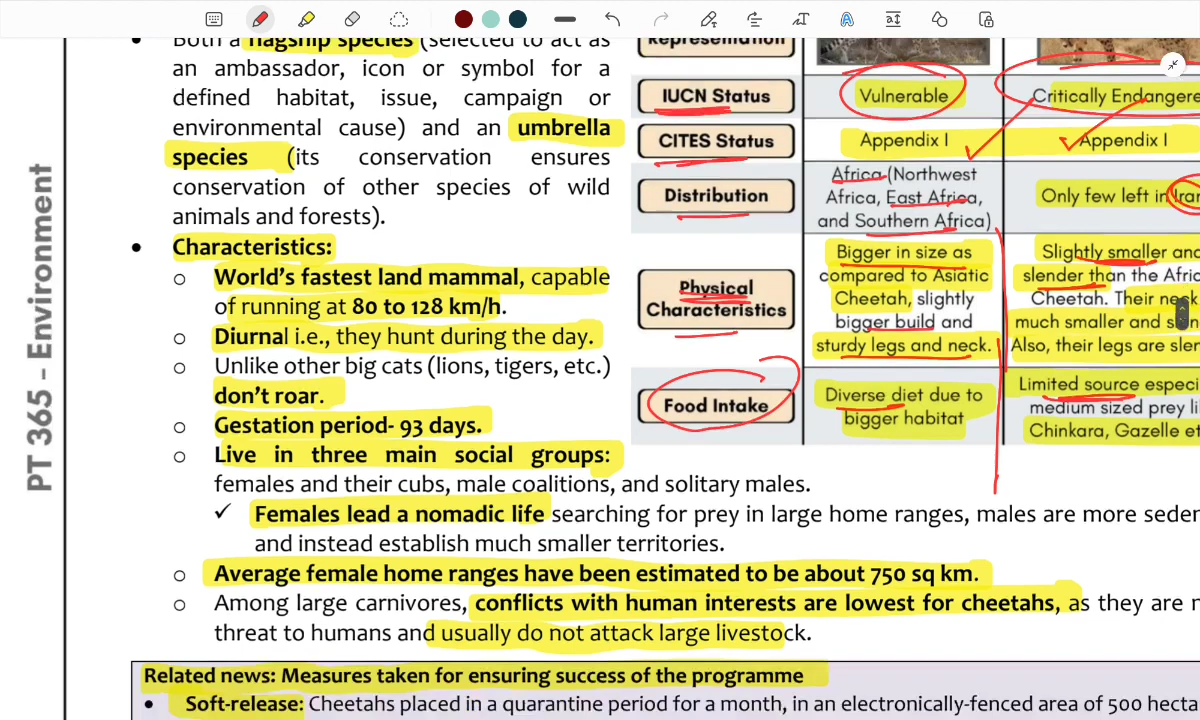 PT 365 – Environment
Both a flagship species (selected to act as
an ambassador, icon or symbol for a
defined habitat, issue, campaign or
environmental cause) and an umbrella
species (its conservation ensures
conservation of other species of wild
animals and forests).
Characteristics:
World's fastest land mammal, capable
of running at 80 to 128 km/h.
Diurnal i.e., they hunt during the day.
Unlike other big cats (lions, tigers, etc.)
don't roar.
Gestation period- 93 days.
Live in three main social groups:
females and their cubs, male coalitions, and solitary males.
Females lead a nomadic life searching for prey in large home ranges, males are more seden
and instead establish much smaller territories.
Average female home ranges have been estimated to be about 750 sq km.
Among large carnivores, conflicts with human interests are lowest for cheetahs, as they are n
threat to humans and usually do not attack large livestock.
Representation
IUCN Status
Vulnerable
Critically Endangere
CITES Status
Appendix I
Appendix I
Distribution
Africa (Northwest
Africa, East Africa,
and Southern Africa)
Only few left in Iran
Physical
Characteristics
Bigger in size as
compared to Asiatic
Cheetah, slightly
bigger build and
sturdy legs and neck.
Slightly smaller and
slender than the Afric
Cheetah. Their neck
much smaller and slen
Also, their legs are slen
Food Intake
Diverse diet due to
bigger habitat
Limited source especi
medium sized prey li
Chinkara, Gazelle et
Related news: Measures taken for ensuring success of the programme
Soft-release: Cheetahs placed in a quarantine period for a month, in an electronically-fenced area of 500 hecta